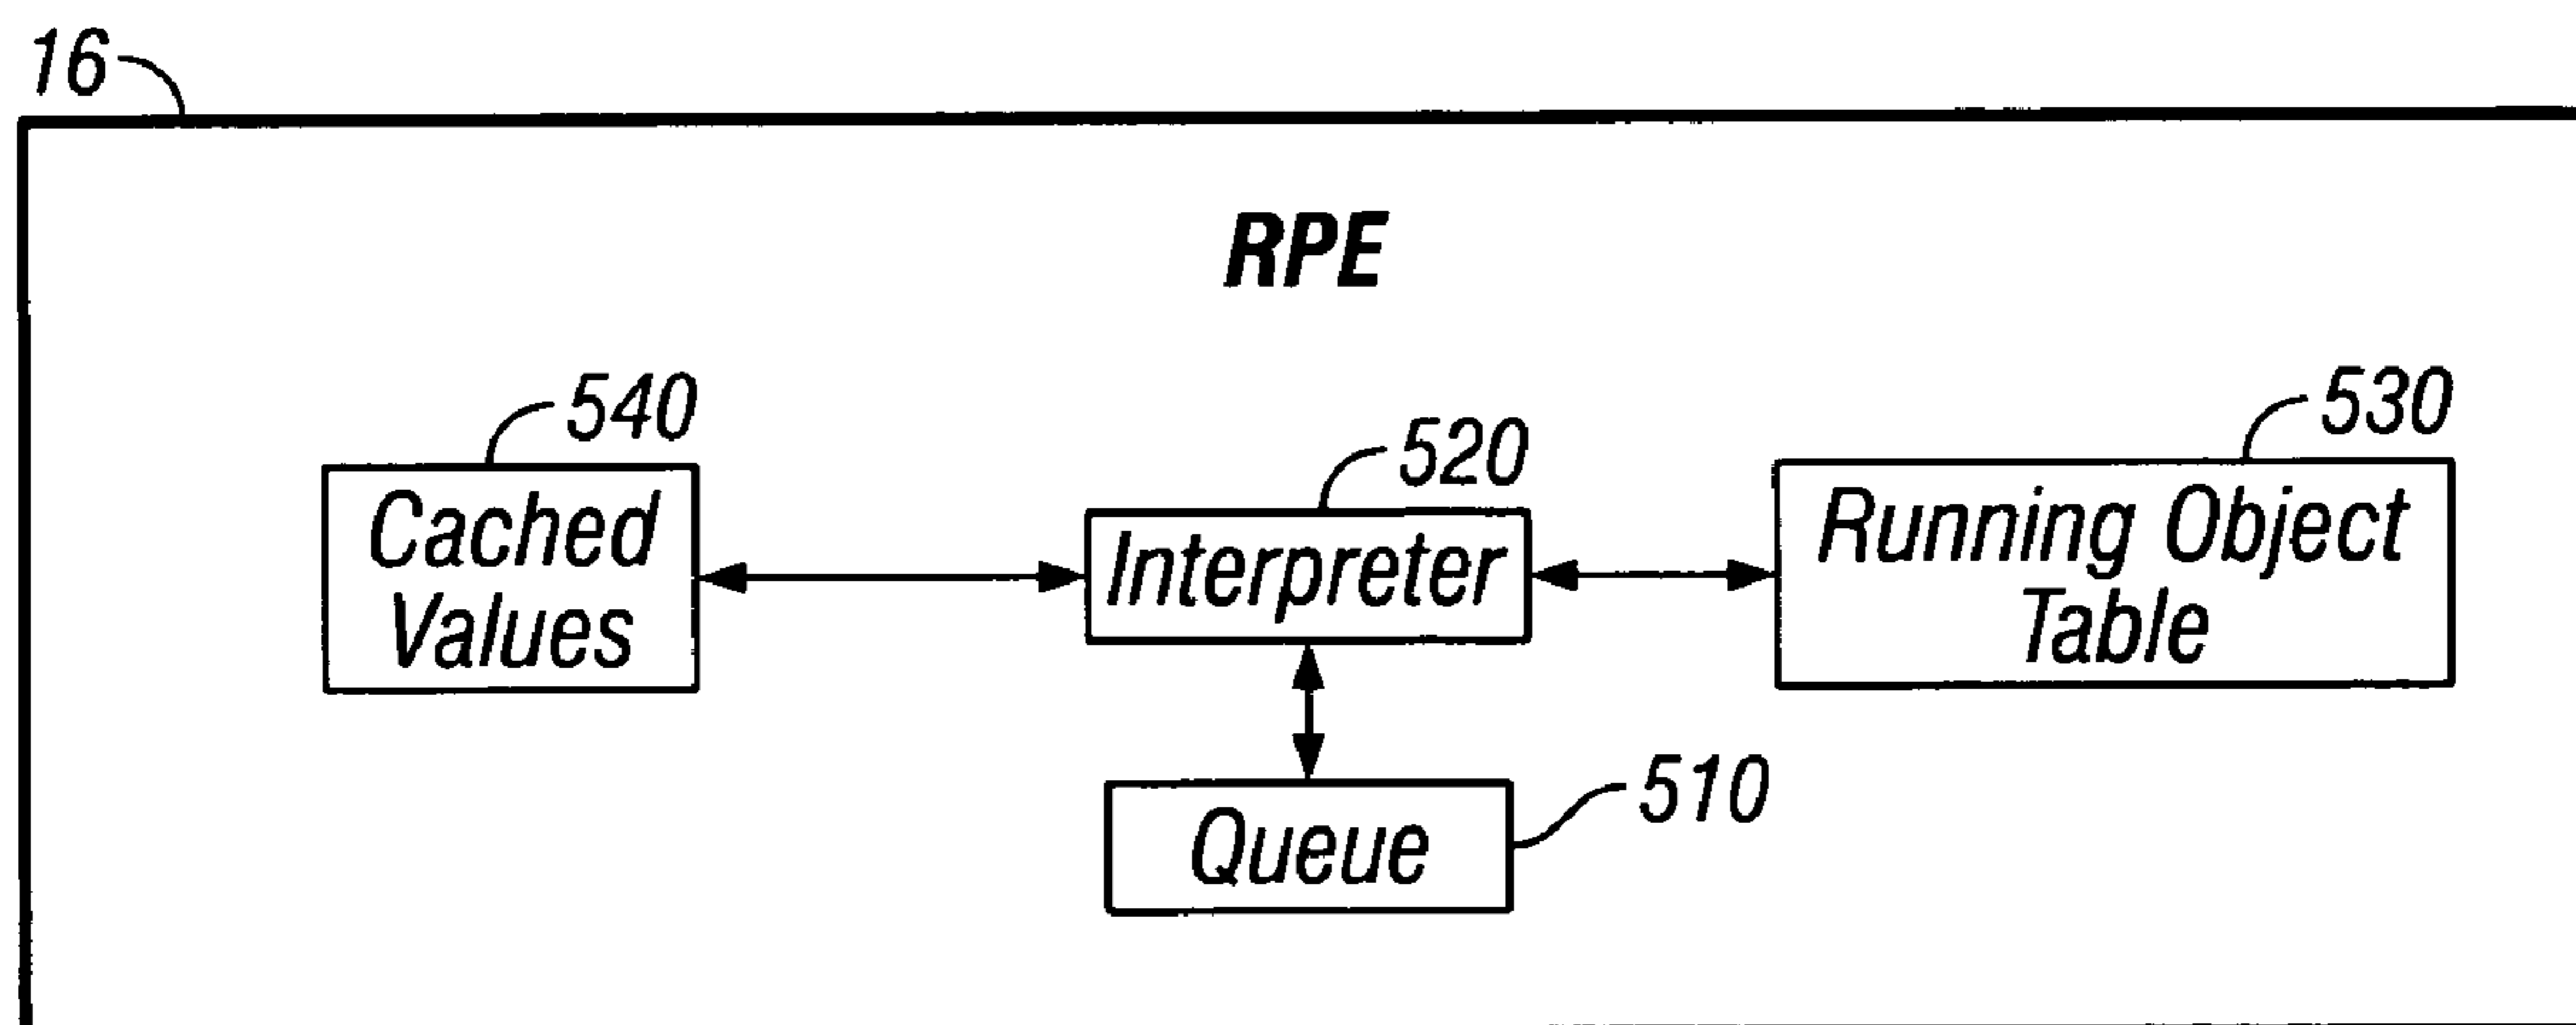 16
RPE
540
520
530
Cached
Values
Interpreter
Running Object
Table
510
Queue